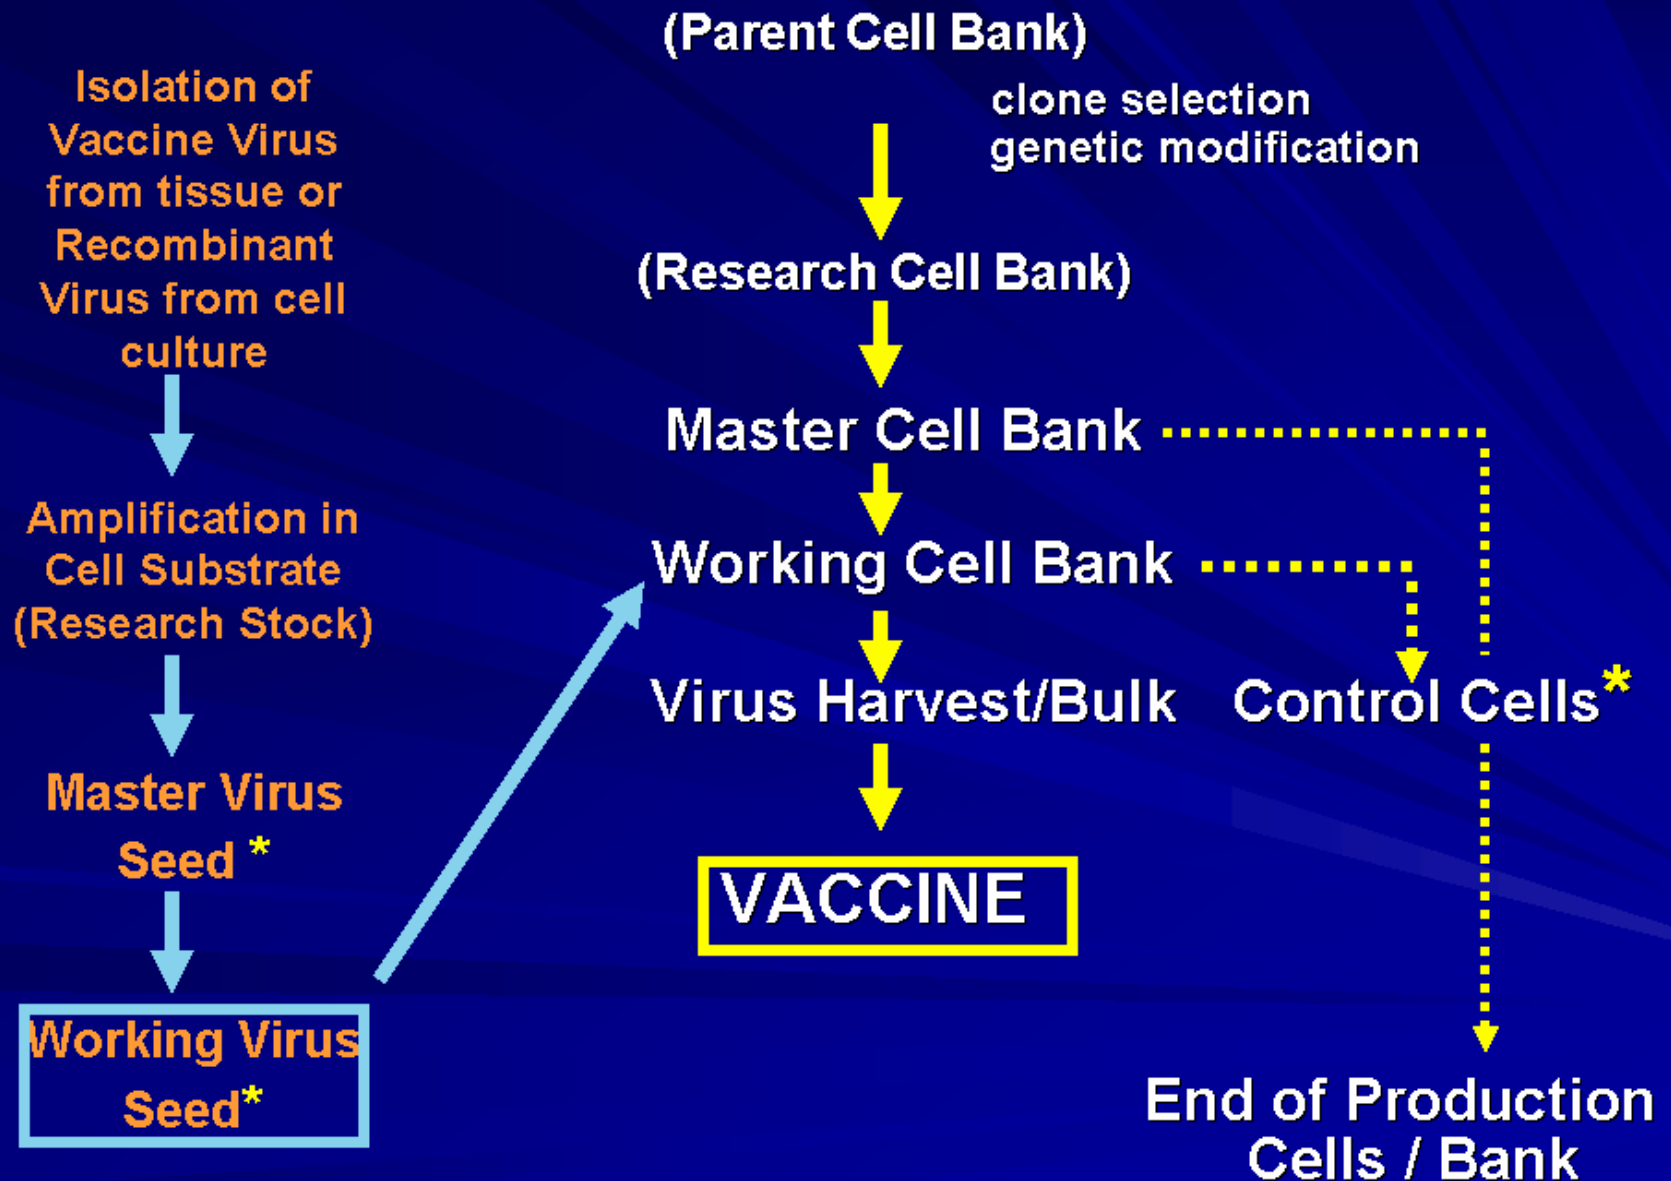 (Parent Cell Bank)
clone selection
genetic modification
Isolation of
Vaccine Virus
from tissue or
Recombinant
Virus from cell
culture
(Research Cell Bank)
Master Cell Bank
Amplification in
Cell Substrate
(Research Stock)
Working Cell Bank
Virus Harvest/Bulk
Control Cells*
Master Virus
Seed *
VACCINE
Working Virus
Seed*
End of Production
Cells / Bank